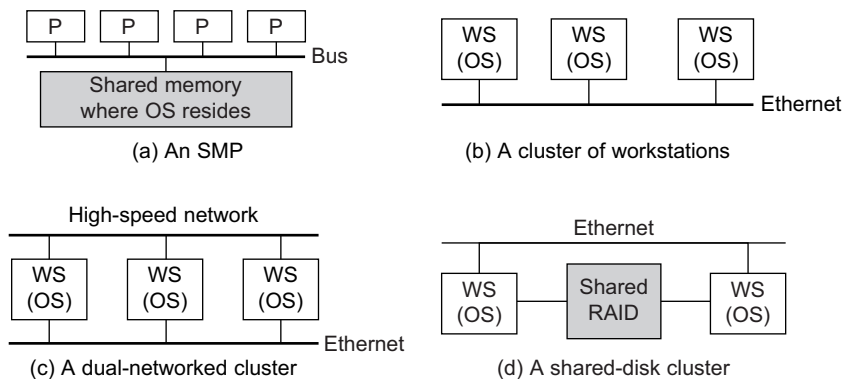 P P P P
Bus
Shared memory
where OS resides
(a) An SMP
WS WS WS
(OS) (OS) (OS)
Ethernet
(b) A cluster of workstations
High-speed network
WS WS WS
(OS) (OS) (OS)
Ethernet
(c) A dual-networked cluster
Ethernet
WS Shared WS
(OS) RAID (OS)
(d) A shared-disk cluster